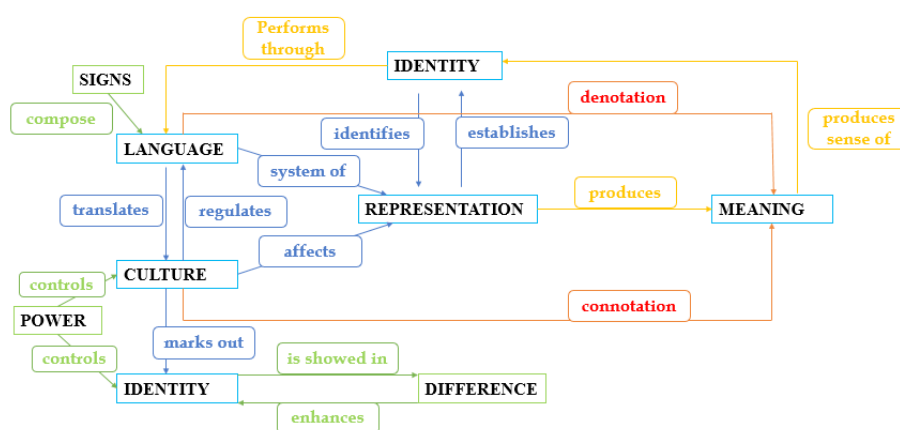 Performs
through
IDENTITY
SIGNS
denotation
compose
identifies
establishes
produces
sense of
LANGUAGE
system of
translates
regulates
REPRESENTATION
produces
MEANING
affects
CULTURE
controls
connotation
POWER
marks out
controls
is showed in
IDENTITY
DIFFERENCE
enhances